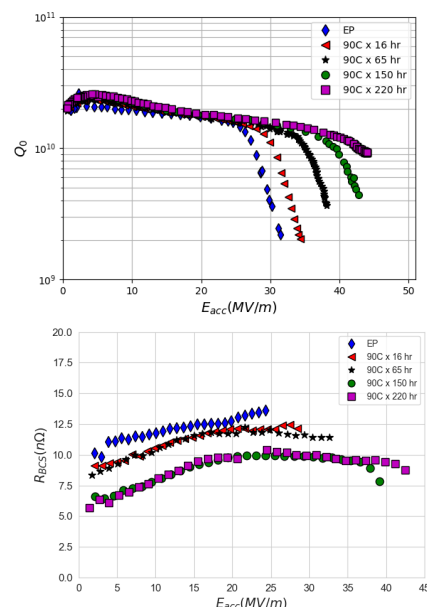 10^11
Q_0
10^10
10^9
EP
90C x 16 hr
90C x 65 hr
90C x 150 hr
90C x 220 hr
0 10 20 30 40 50
E_acc(MV/m)
20.0
17.5
15.0
12.5
10.0
7.5
5.0
2.5
0.0
R_BCS(nΩ)
EP
90C x 16 hr
90C x 65 hr
90C x 150 hr
90C x 220 hr
0 5 10 15 20 25 30 35 40 45
E_acc(MV/m)